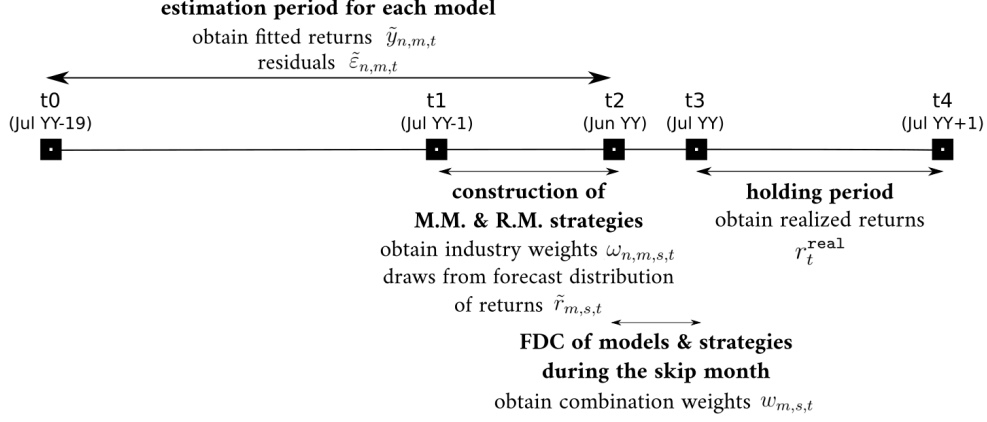 estimation period for each model
obtain fitted returns ỹn,m,t
residuals ε̃n,m,t
t0 t1 t2 t3 t4
(Jul YY-19) (Jul YY-1) (Jun YY) (Jul YY) (Jul YY+1)
construction of
M.M. & R.M. strategies
obtain industry weights ωn,m,s,t
draws from forecast distribution
of returns r̃m,s,t
holding period
obtain realized returns
r_t^real
FDC of models & strategies
during the skip month
obtain combination weights wm,s,t